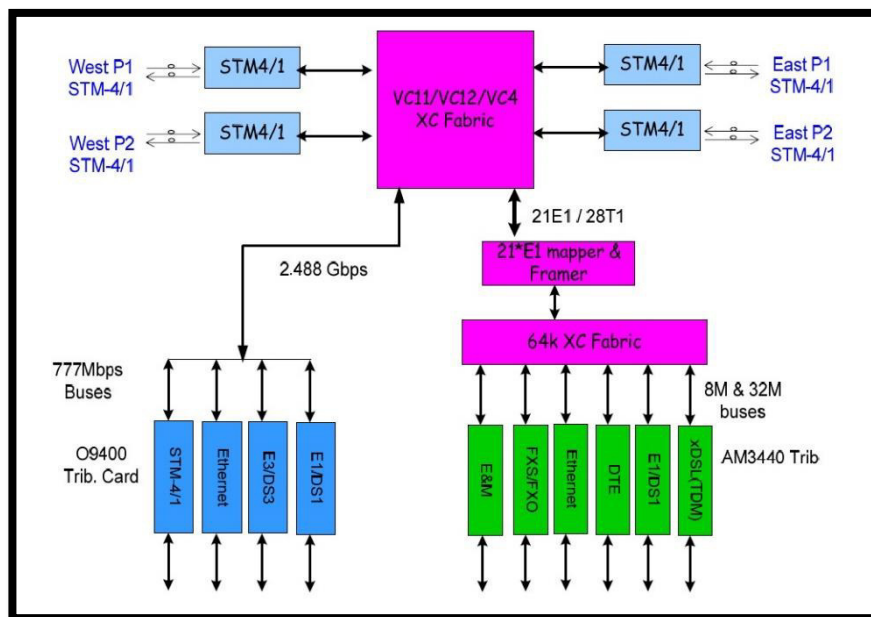 West P1
STM-4/1
STM4/1
VC11/VC12/VC4
XC Fabric
STM4/1
East P1
STM-4/1
West P2
STM-4/1
STM4/1
STM4/1
East P2
STM-4/1
21E1 / 28T1
2.488 Gbps
21*E1 mapper &
Framer
64k XC Fabric
777Mbps
Buses
8M & 32M
buses
O9400
Trib. Card
STM-4/1
Ethernet
E3/DS3
E1/DS1
E&M
FXS/FXO
Ethernet
DTE
E1/DS1
xDSL(TDM)
AM3440 Trib